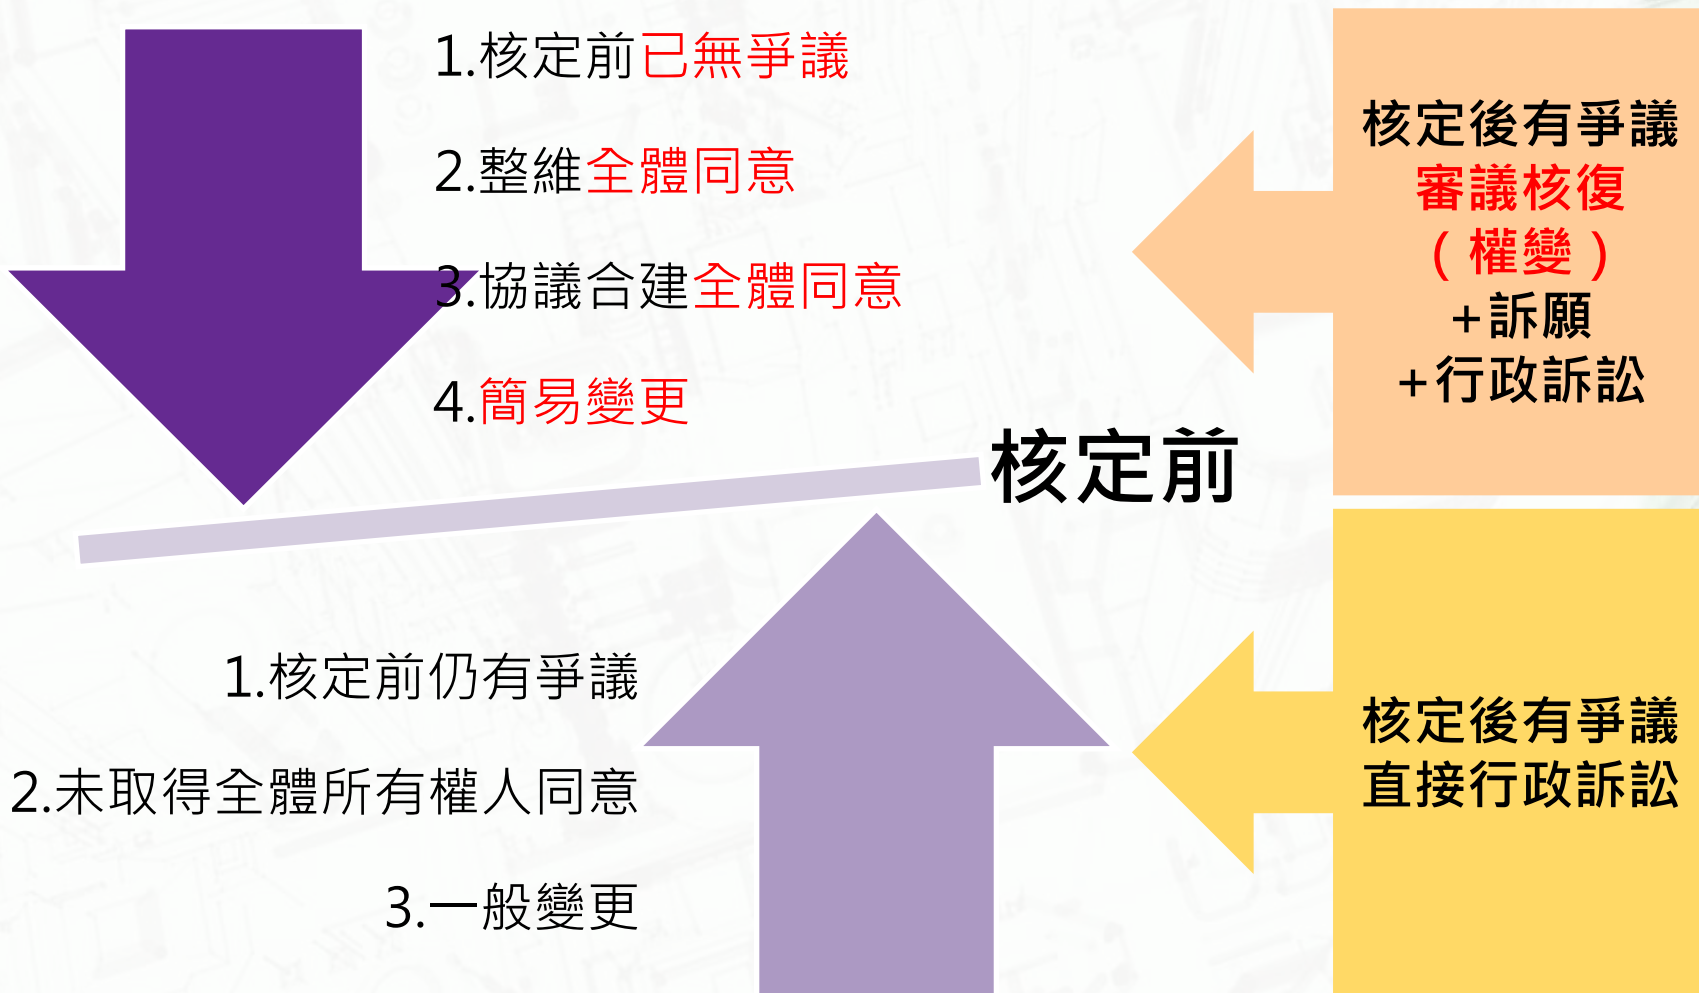 1.核定前已無爭議
2.整維全體同意
3.協議合建全體同意
4.簡易變更
核定前
1.核定前仍有爭議
2.未取得全體所有權人同意
3.一般變更
核定後有爭議
審議核復
（權變）
+訴願
+行政訴訟
核定後有爭議
直接行政訴訟